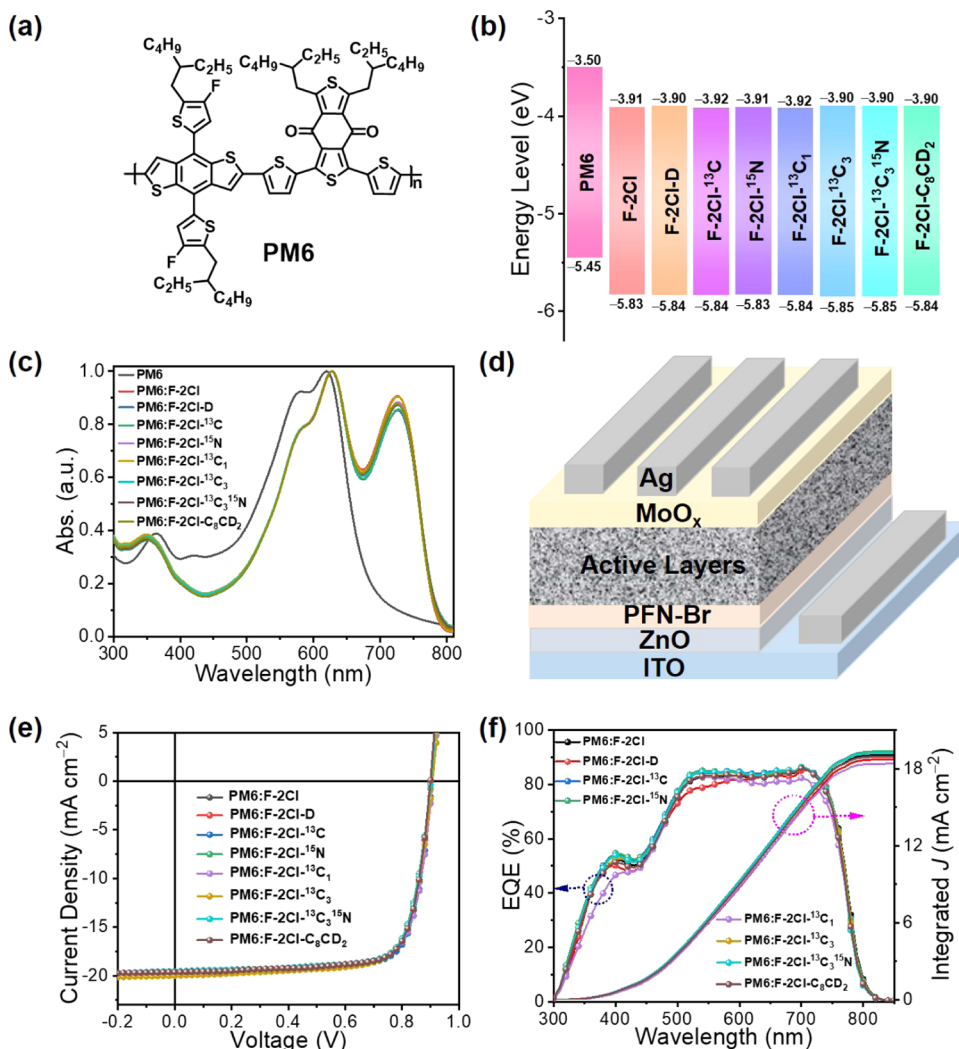 (a)
C₄H₉
C₂H₅
F
S
C₂H₅
C₄H₉
C₂H₅
C₄H₉
S
O
O
S
S
S
S
S
n
S
F
C₂H₅
C₄H₉
PM6
(b)
Energy Level (eV)
-3
-4
-5
-6
−3.50
PM6
−5.45
−3.91
F-2Cl
−5.83
−3.90
F-2Cl-D
−5.84
−3.92
F-2Cl-¹³C
−5.84
−3.91
F-2Cl-¹⁵N
−5.83
−3.92
F-2Cl-¹³C₁
−5.84
−3.90
F-2Cl-¹³C₃
−5.85
−3.90
F-2Cl-¹³C₃¹⁵N
−5.85
−3.90
F-2Cl-C₈CD₂
−5.84
(c)
Abs. (a.u.)
1.0
0.8
0.6
0.4
0.2
0.0
PM6
PM6:F-2Cl
PM6:F-2Cl-D
PM6:F-2Cl-¹³C
PM6:F-2Cl-¹⁵N
PM6:F-2Cl-¹³C₁
PM6:F-2Cl-¹³C₃
PM6:F-2Cl-¹³C₃¹⁵N
PM6:F-2Cl-C₈CD₂
300 400 500 600 700 800
Wavelength (nm)
(d)
Ag
MoOₓ
Active Layers
PFN-Br
ZnO
ITO
(e)
Current Density (mA cm⁻²)
5
0
-5
-10
-15
-20
-25
PM6:F-2Cl
PM6:F-2Cl-D
PM6:F-2Cl-¹³C
PM6:F-2Cl-¹⁵N
PM6:F-2Cl-¹³C₁
PM6:F-2Cl-¹³C₃
PM6:F-2Cl-¹³C₃¹⁵N
PM6:F-2Cl-C₈CD₂
-0.2 0.0 0.2 0.4 0.6 0.8 1.0
Voltage (V)
(f)
EQE (%)
100
80
60
40
20
0
PM6:F-2Cl
PM6:F-2Cl-D
PM6:F-2Cl-¹³C
PM6:F-2Cl-¹⁵N
PM6:F-2Cl-¹³C₁
PM6:F-2Cl-¹³C₃
PM6:F-2Cl-¹³C₃¹⁵N
PM6:F-2Cl-C₈CD₂
18
12
6
0
Integrated J (mA cm⁻²)
300 400 500 600 700 800
Wavelength (nm)